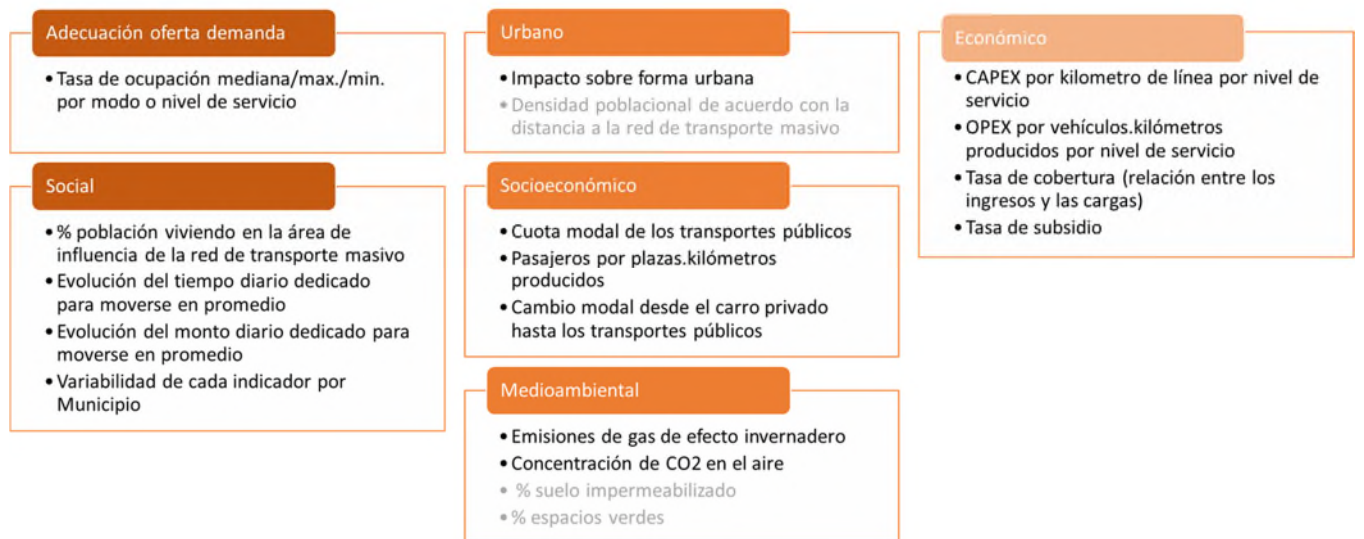 Adecuación oferta demanda
• Tasa de ocupación mediana/max./min.
por modo o nivel de servicio
Social
• % población viviendo en la área de
influencia de la red de transporte masivo
• Evolución del tiempo diario dedicado
para moverse en promedio
• Evolución del monto diario dedicado para
moverse en promedio
• Variabilidad de cada indicador por
Municipio
Urbano
• Impacto sobre forma urbana
• Densidad poblacional de acuerdo con la
distancia a la red de transporte masivo
Socioeconómico
• Cuota modal de los transportes públicos
• Pasajeros por plazas.kilómetros
producidos
• Cambio modal desde el carro privado
hasta los transportes públicos
Medioambiental
• Emisiones de gas de efecto invernadero
• Concentración de CO2 en el aire
• % suelo impermeabilizado
• % espacios verdes
Económico
• CAPEX por kilometro de línea por nivel de
servicio
• OPEX por vehículos.kilómetros
producidos por nivel de servicio
• Tasa de cobertura (relación entre los
ingresos y las cargas)
• Tasa de subsidio